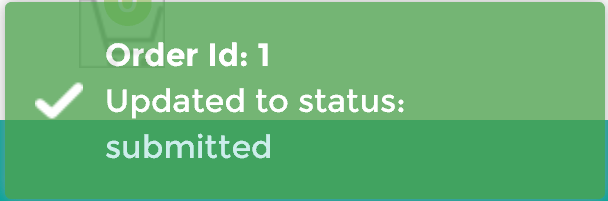 Order Id: 1
Updated to status:
submitted